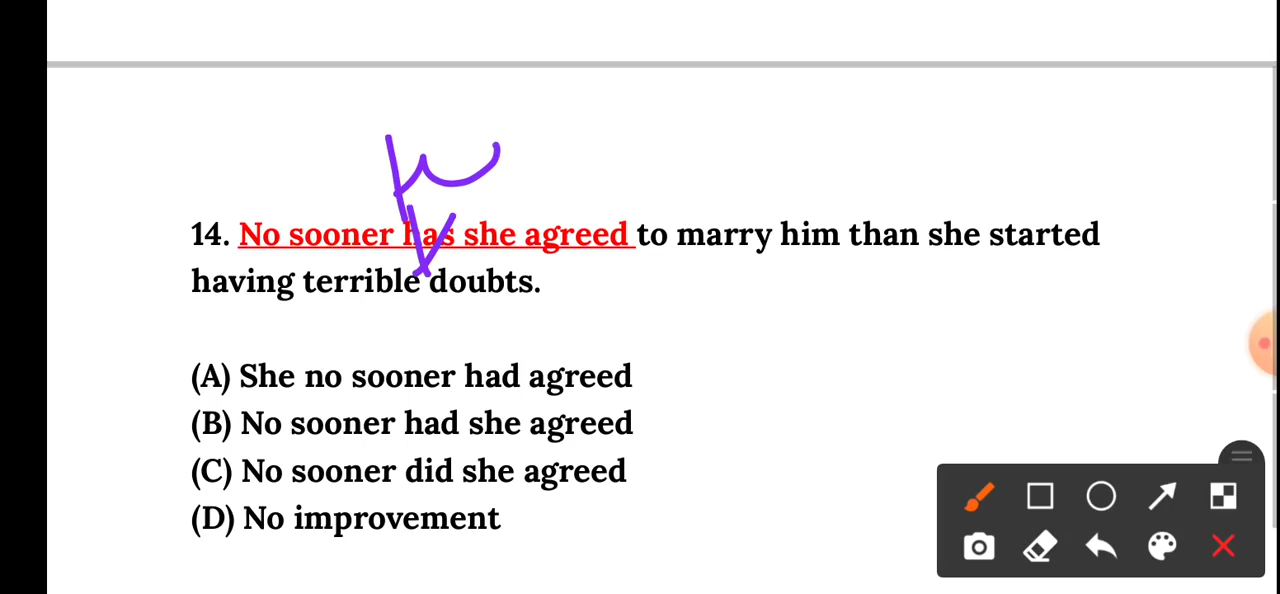 14. No sooner has she agreed to marry him than she started
having terrible doubts.
(A) She no sooner had agreed
(B) No sooner had she agreed
(C) No sooner did she agreed
(D) No improvement